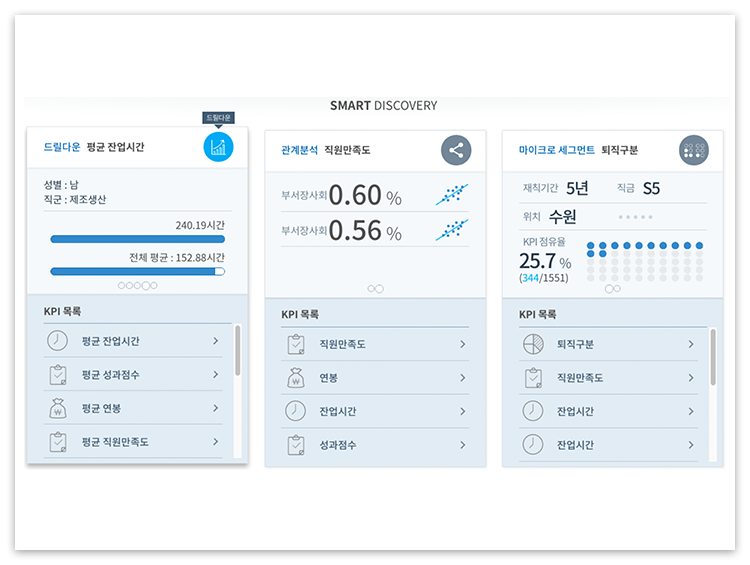 SMART DISCOVERY
드릴다운
드릴다운 평균 잔업시간
성별 : 남
직군 : 제조생산
240.19시간
전체 평균 : 152.88시간
KPI 목록
평균 잔업시간
평균 성과점수
평균 연봉
평균 직원만족도
관계분석 직원만족도
부서장사회 0.60 %
부서장사회 0.56 %
KPI 목록
직원만족도
연봉
잔업시간
성과점수
마이크로 세그먼트 퇴직구분
재직기간 5년 직금 S5
위치 수원
KPI 점유율
25.7 %
(344/1551)
KPI 목록
퇴직구분
직원만족도
잔업시간
잔업시간